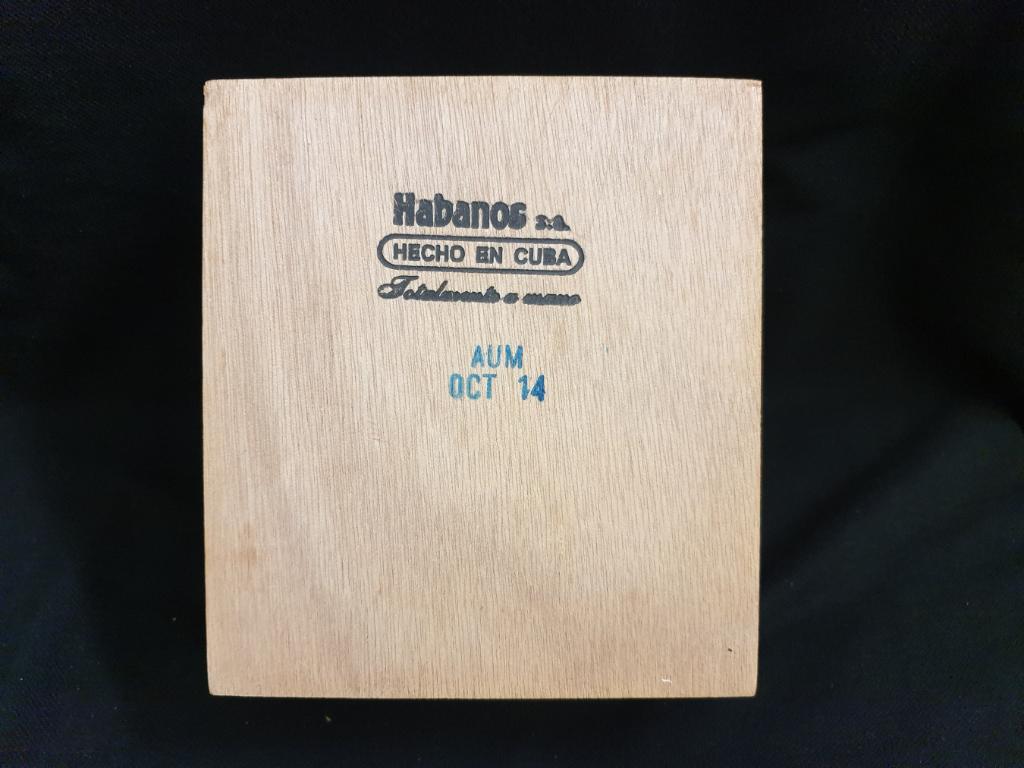 Habanos s.a.
HECHO EN CUBA
Totalmente a mano
AUM
OCT 14